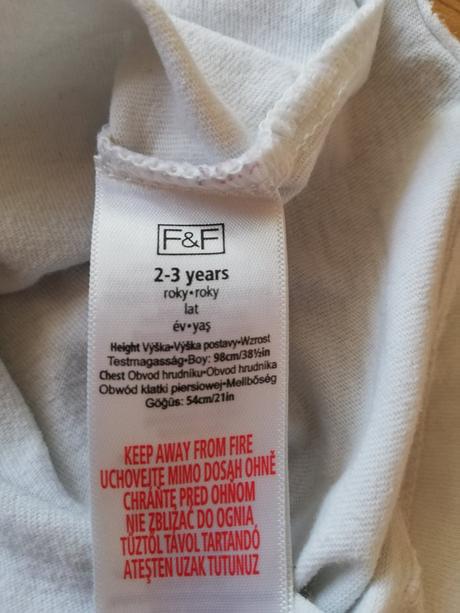 F&F
2-3 years
roky•roky
lat
év•yaş
Height Výška•Výška postavy•Wzrost
Testmagasság•Boy: 98cm/38½in
Chest Obvod hrudníku•Obvod hrudníka
Obwód klatki piersiowej•Mellbőség
Göğüs: 54cm/21in
KEEP AWAY FROM FIRE
UCHOVEJTE MIMO DOSAH OHNĚ
CHRÁŇTE PRED OHŇOM
NIE ZBLIŻAĆ DO OGNIA
TŰZTŐL TÁVOL TARTANDÓ
ATEŞTEN UZAK TUTUNUZ